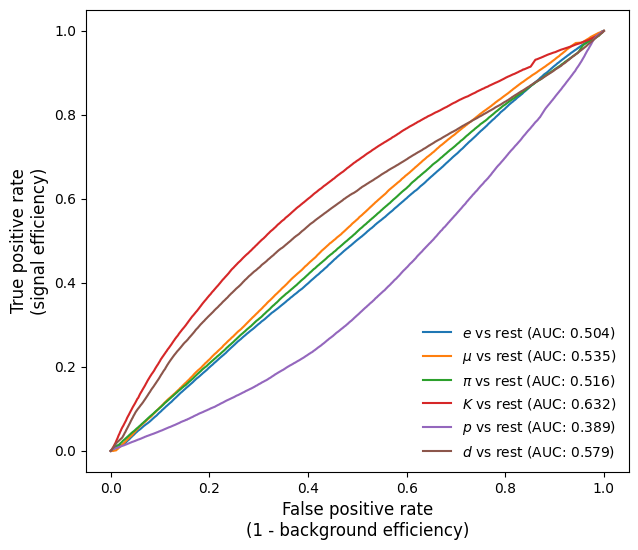 1.0
0.8
0.6
0.4
0.2
0.0
True positive rate
(signal efficiency)
e vs rest (AUC: 0.504)
μ vs rest (AUC: 0.535)
π vs rest (AUC: 0.516)
K vs rest (AUC: 0.632)
p vs rest (AUC: 0.389)
d vs rest (AUC: 0.579)
0.0 0.2 0.4 0.6 0.8 1.0
False positive rate
(1 - background efficiency)